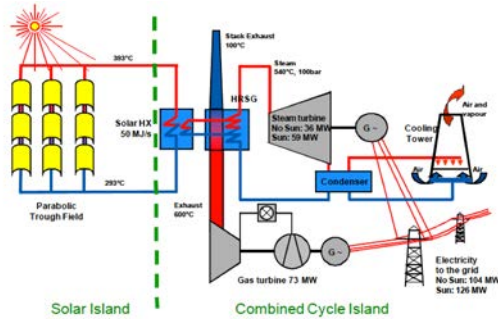 Stack Exhaust
100°C
393°C
Steam
540°C, 100bar
HRSG
Solar HX
50 MJ/s
Steam turbine
No Sun: 36 MW
Sun: 59 MW
G ~
Air and
vapour
Cooling
Tower
Air
Air
Condenser
293°C
Parabolic
Trough Field
Exhaust
600°C
G ~
Gas turbine 73 MW
Electricity
to the grid
No Sun: 104 MW
Sun: 126 MW
Solar Island
Combined Cycle Island